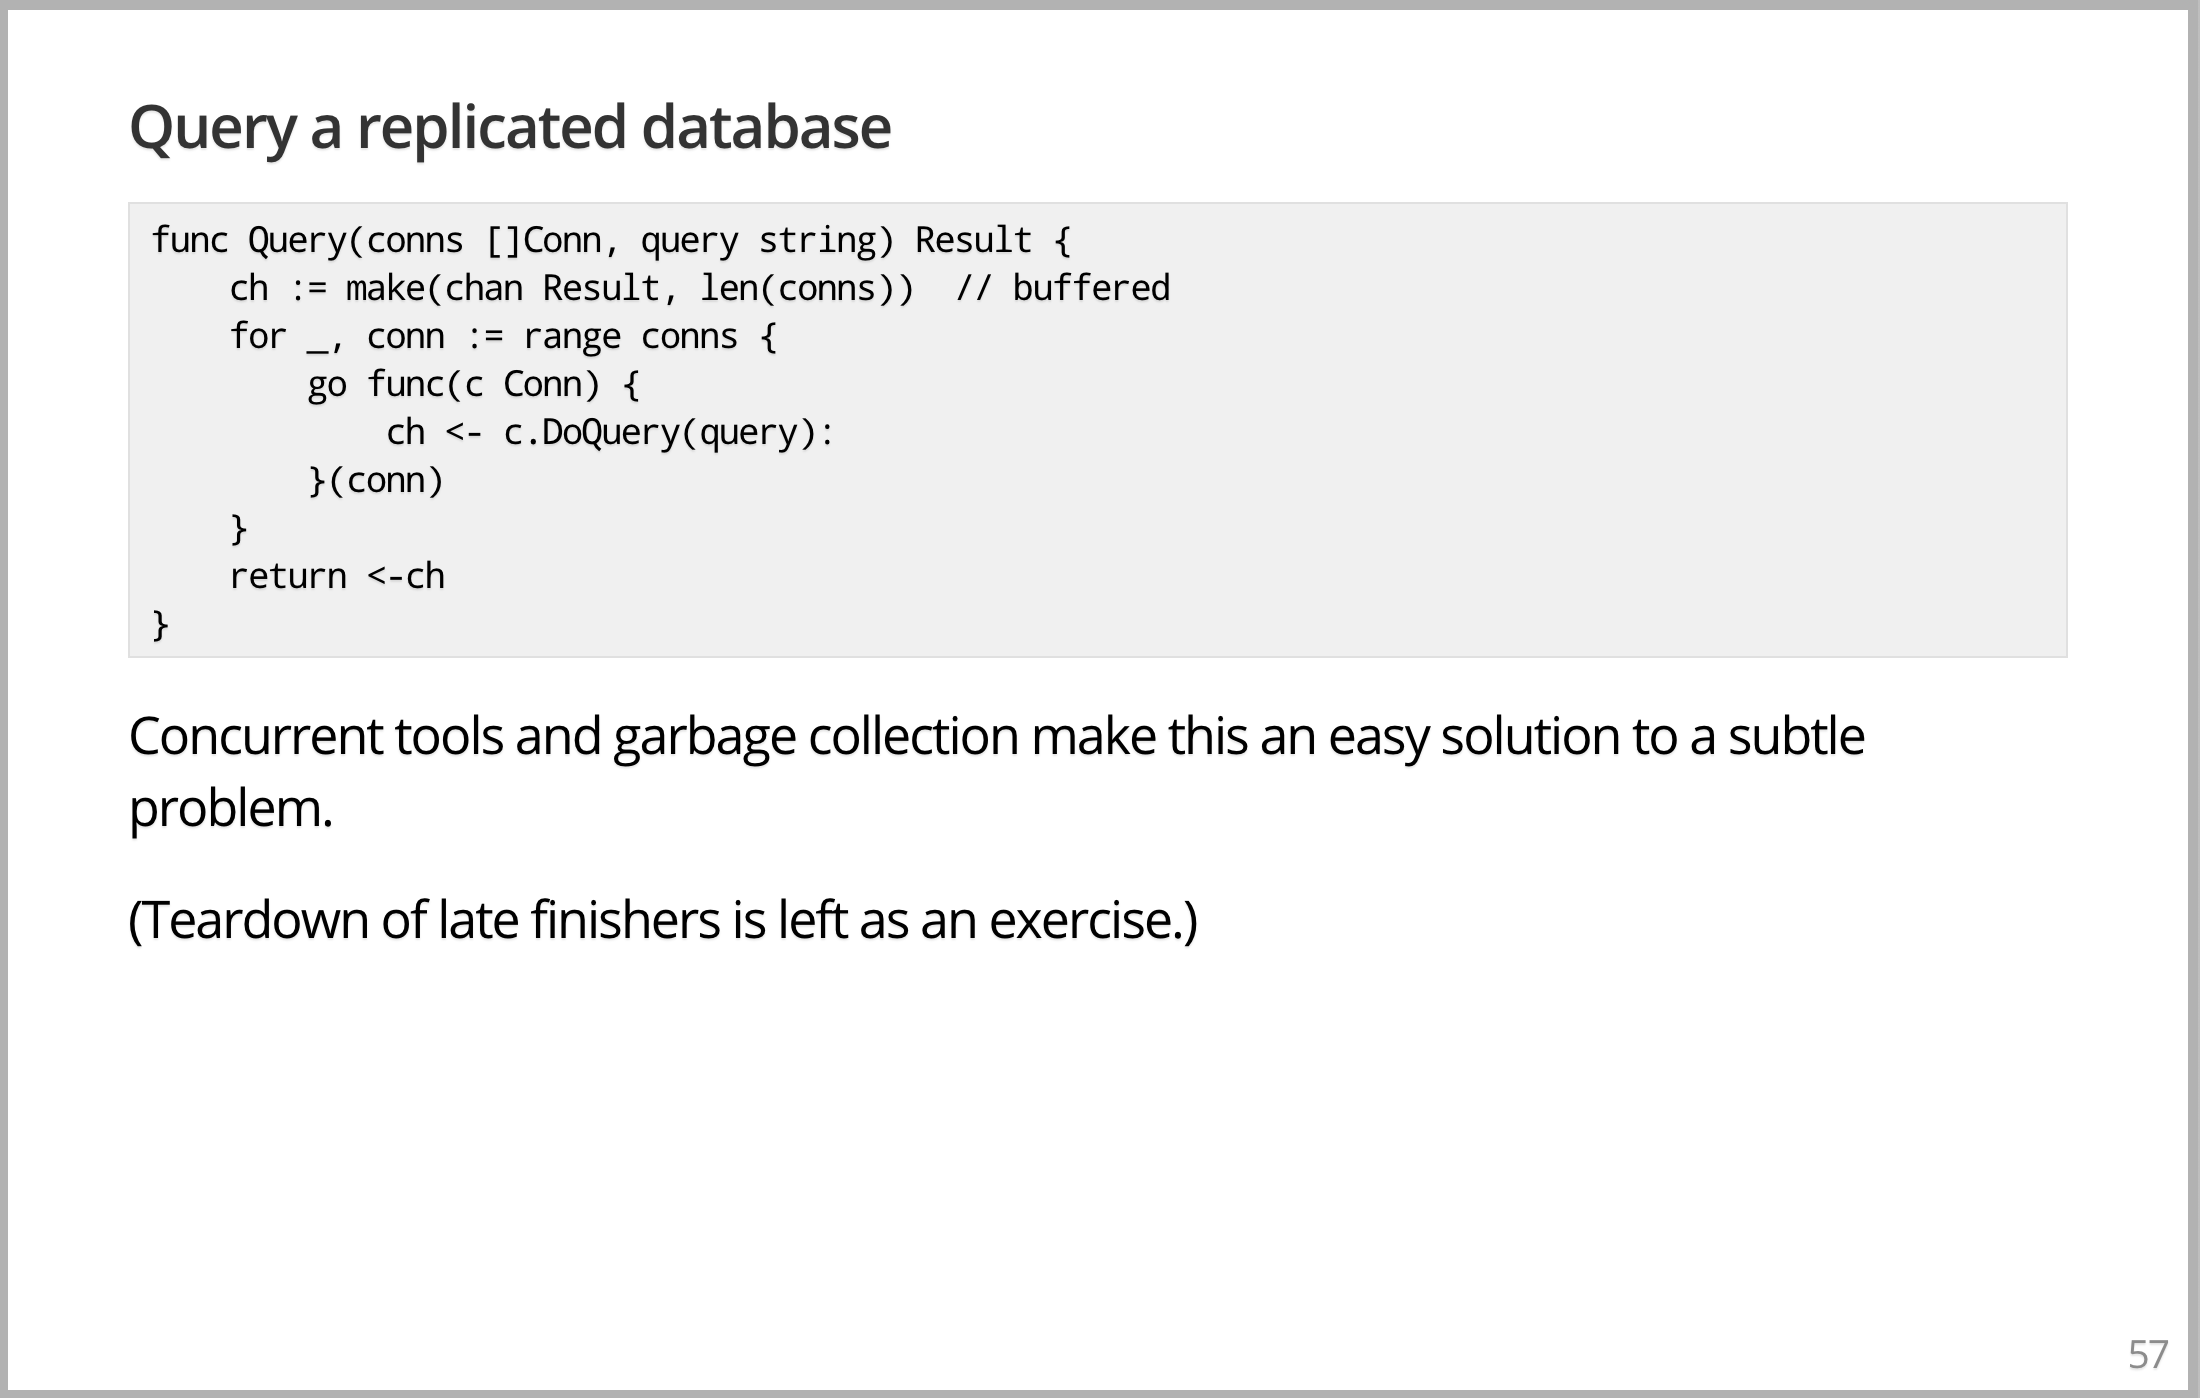 Query a replicated database
func Query(conns []Conn, query string) Result {
    ch := make(chan Result, len(conns))  // buffered
    for _, conn := range conns {
        go func(c Conn) {
            ch <- c.DoQuery(query):
        }(conn)
    }
    return <-ch
}
Concurrent tools and garbage collection make this an easy solution to a subtle
problem.
(Teardown of late finishers is left as an exercise.)
57